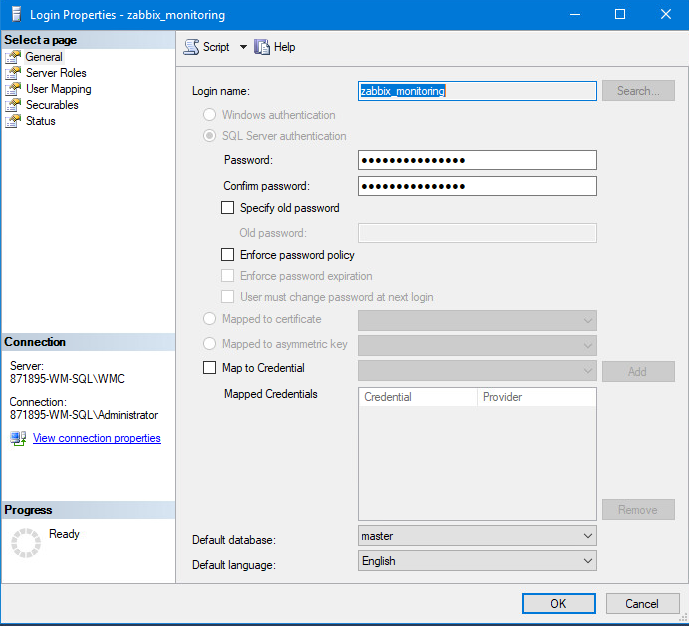 Login Properties - zabbix_monitoring
Select a page
General
Server Roles
User Mapping
Securables
Status
Connection
Server:
871895-WM-SQL\WMC
Connection:
871895-WM-SQL\Administrator
View connection properties
Progress
Ready
Script
Help
Login name:
zabbix_monitoring
Search...
Windows authentication
SQL Server authentication
Password:
●●●●●●●●●●●●●●●
Confirm password:
●●●●●●●●●●●●●●●
Specify old password
Old password:
Enforce password policy
Enforce password expiration
User must change password at next login
Mapped to certificate
Mapped to asymmetric key
Map to Credential
Add
Mapped Credentials
Credential Provider
Remove
Default database:
master
Default language:
English
OK
Cancel